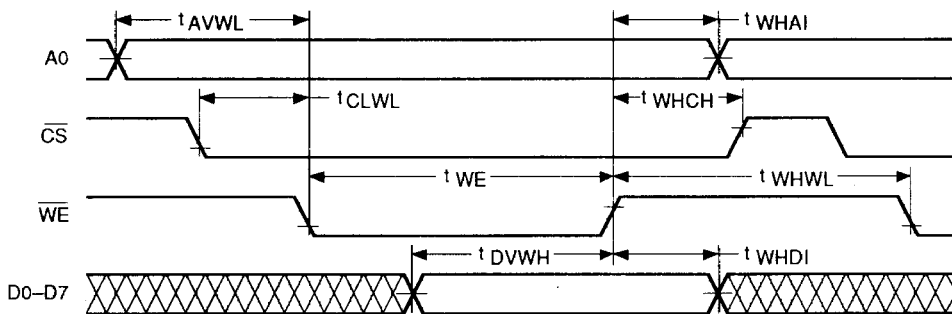 t AVWL t WHAI
A0
t CLWL t WHCH
CS
t WE t WHWL
WE
t DVWH t WHDI
D0–D7